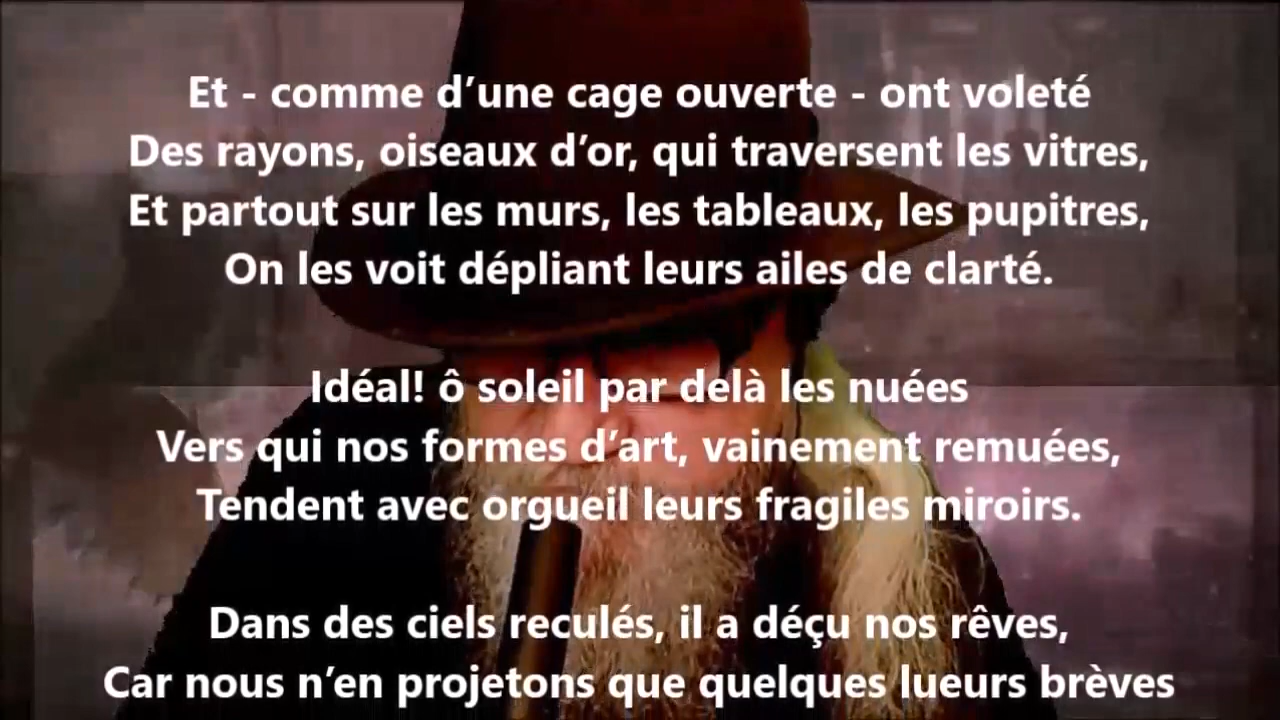 Et - comme d’une cage ouverte - ont voleté
Des rayons, oiseaux d’or, qui traversent les vitres,
Et partout sur les murs, les tableaux, les pupitres,
On les voit dépliant leurs ailes de clarté.
Idéal! ô soleil par delà les nuées
Vers qui nos formes d’art, vainement remuées,
Tendent avec orgueil leurs fragiles miroirs.
Dans des ciels reculés, il a déçu nos rêves,
Car nous n’en projetons que quelques lueurs brèves